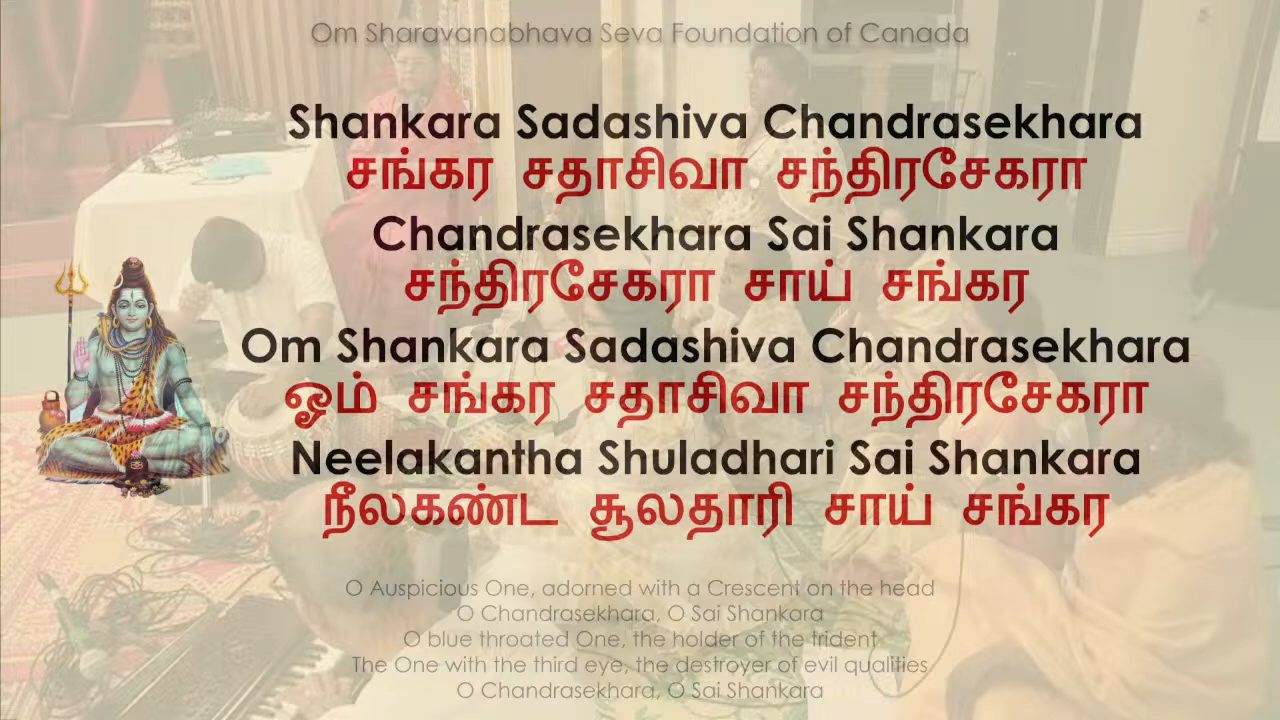 Om Sharavanabhava Seva Foundation of Canada
Shankara Sadashiva Chandrasekhara
சங்கர சதாசிவா சந்திரசேகரா
Chandrasekhara Sai Shankara
சந்திரசேகரா சாய் சங்கர
Om Shankara Sadashiva Chandrasekhara
ஓம் சங்கர சதாசிவா சந்திரசேகரா
Neelakantha Shuladhari Sai Shankara
நீலகண்ட சூலதாரி சாய் சங்கர
O Auspicious One, adorned with a Crescent on the head
O Chandrasekhara, O Sai Shankara
O blue throated One, the holder of the trident
The One with the third eye, the destroyer of evil qualities
O Chandrasekhara, O Sai Shankara